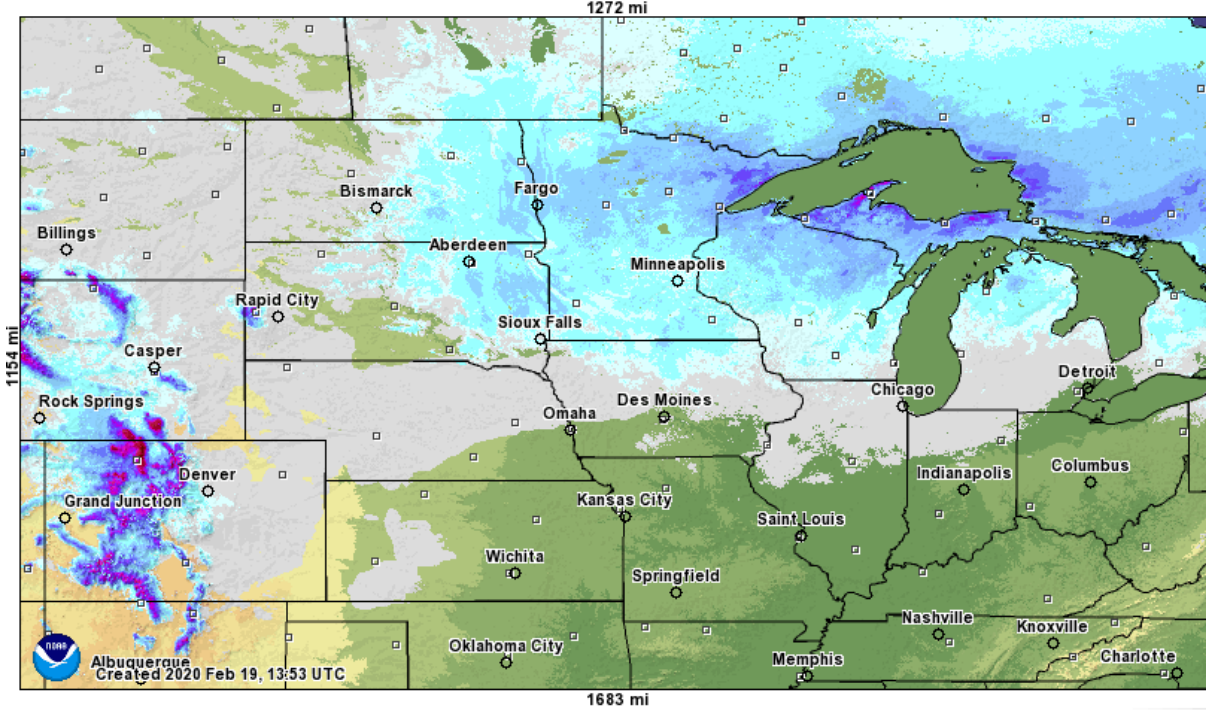 1272 mi
Bismarck
Fargo
Billings
Aberdeen
Minneapolis
Rapid City
Sioux Falls
1154 mi
Casper
Detroit
Rock Springs
Omaha
Des Moines
Chicago
Denver
Indianapolis
Columbus
Grand Junction
Kansas City
Saint Louis
Wichita
Springfield
Nashville
Knoxville
NOAA
Oklahoma City
Memphis
Charlotte
Albuquerque
Created 2020 Feb 19, 13:53 UTC
1683 mi